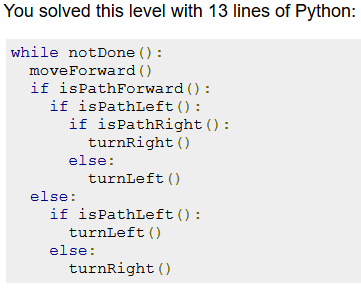 You solved this level with 13 lines of Python:
while notDone():
  moveForward()
  if isPathForward():
    if isPathLeft():
      if isPathRight():
        turnRight()
      else:
        turnLeft()
  else:
    if isPathLeft():
      turnLeft()
    else:
      turnRight()